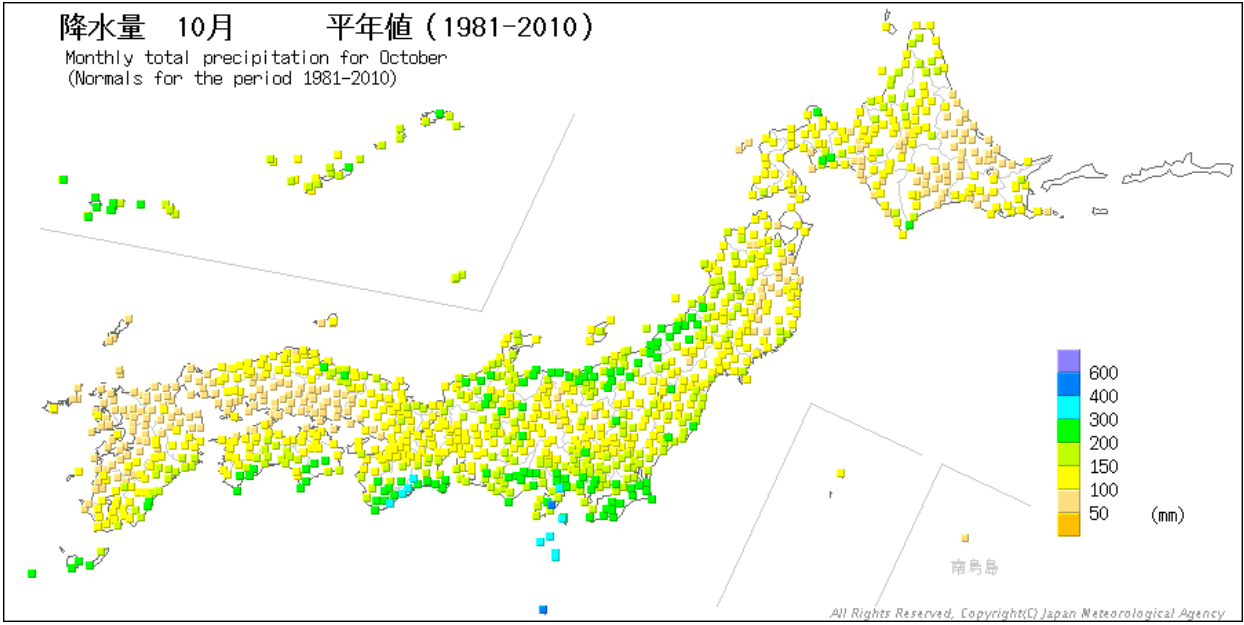 降水量　10月　　　平年値（1981-2010）
Monthly total precipitation for October
(Normals for the period 1981-2010)
600
400
300
200
150
100
50
(mm)
南鳥島
All Rights Reserved, Copyright(C) Japan Meteorological Agency